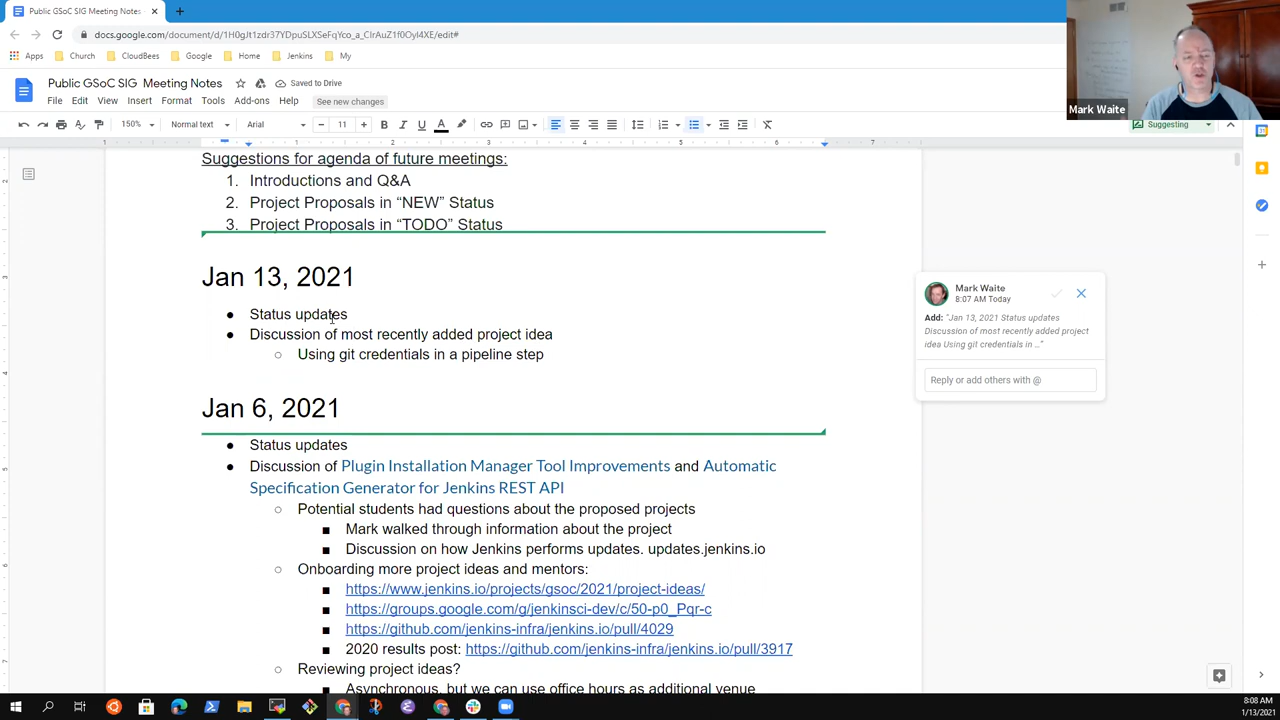 Public GSoC SIG Meeting Notes
docs.google.com/document/d/1H0gJt1zdr37YDpuSLXSeFqYco_a_ClrAuZ1f0OyI4XE/edit#
Apps Church CloudBees Google Home Jenkins My
Public GSoC SIG Meeting Notes Saved to Drive
File Edit View Insert Format Tools Add-ons Help See new changes
150% Normal text Arial 11 Suggesting
Mark Waite
1 1 2 3 4 5 6 7
Suggestions for agenda of future meetings:
1. Introductions and Q&A
2. Project Proposals in “NEW” Status
3. Project Proposals in “TODO” Status
Jan 13, 2021
● Status updates
● Discussion of most recently added project idea
○ Using git credentials in a pipeline step
Jan 6, 2021
● Status updates
● Discussion of Plugin Installation Manager Tool Improvements and Automatic
Specification Generator for Jenkins REST API
○ Potential students had questions about the proposed projects
■ Mark walked through information about the project
■ Discussion on how Jenkins performs updates. updates.jenkins.io
○ Onboarding more project ideas and mentors:
■ https://www.jenkins.io/projects/gsoc/2021/project-ideas/
■ https://groups.google.com/g/jenkinsci-dev/c/50-p0_Pqr-c
■ https://github.com/jenkins-infra/jenkins.io/pull/4029
■ 2020 results post: https://github.com/jenkins-infra/jenkins.io/pull/3917
○ Reviewing project ideas?
■ Asynchronous, but we can use office hours as additional venue
Mark Waite
8:07 AM Today
Add: “Jan 13, 2021 Status updates
Discussion of most recently added project
idea Using git credentials in ...”
Reply or add others with @
8:08 AM
1/13/2021